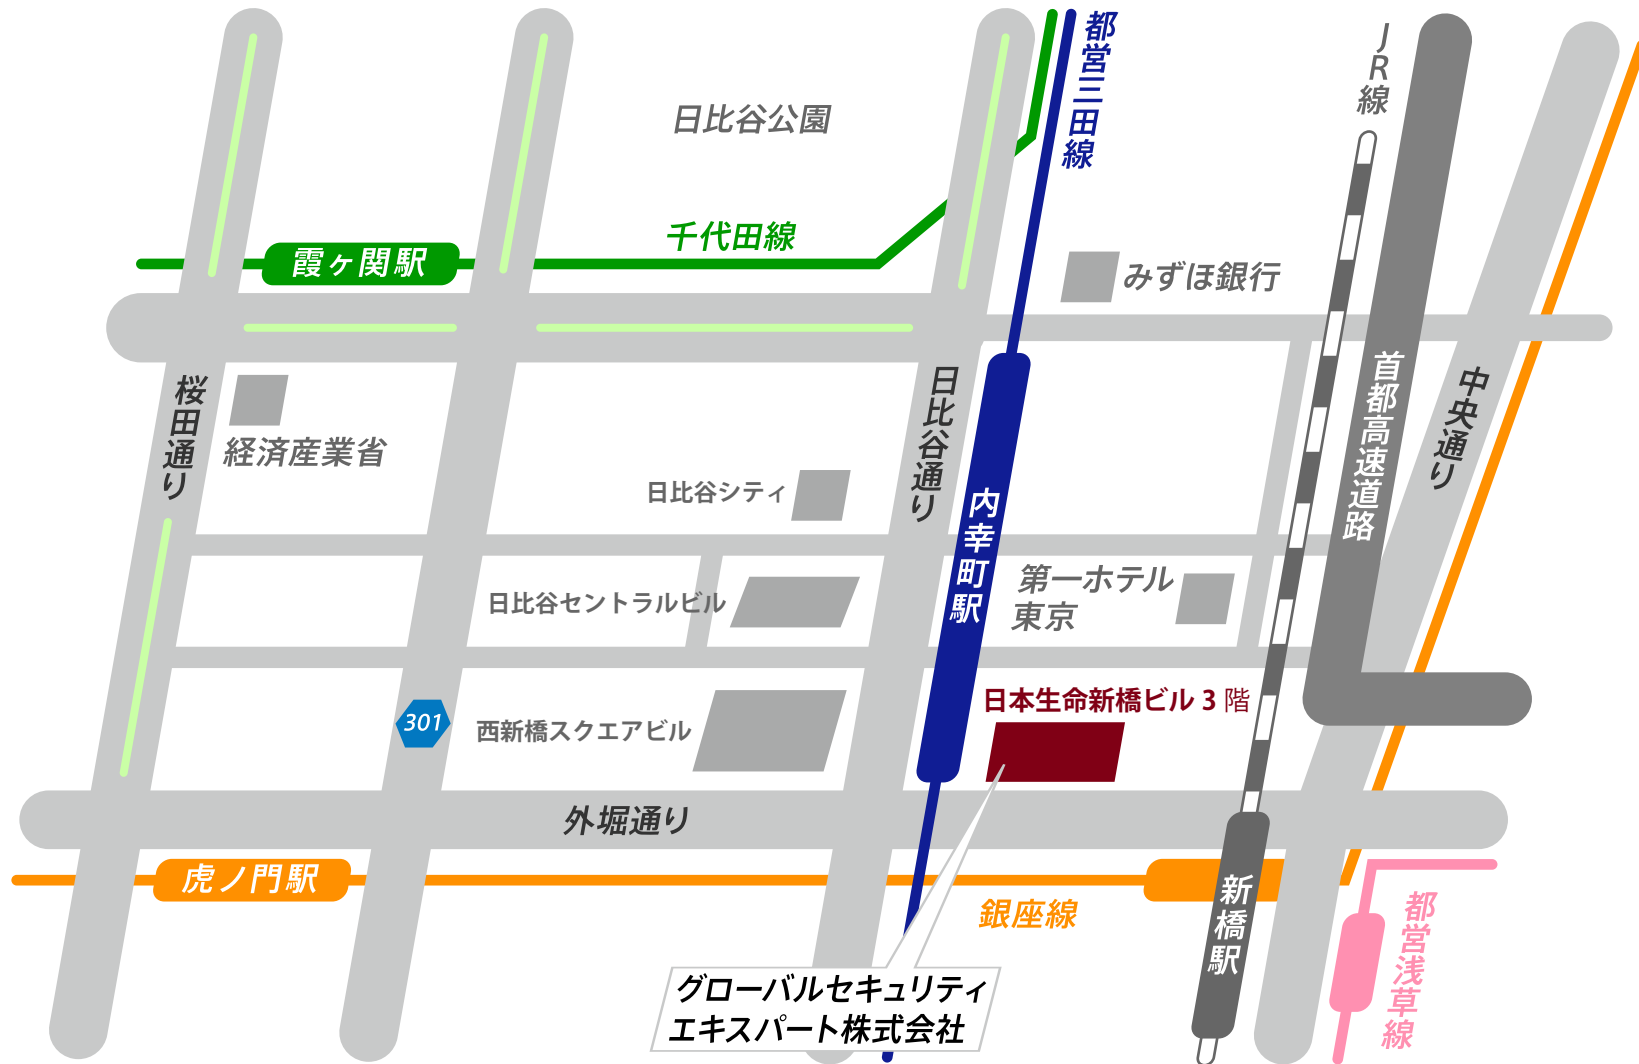 都営三田線
JR線
日比谷公園
千代田線
霞ヶ関駅
みずほ銀行
桜田通り
経済産業省
日比谷通り
首都高速道路
中央通り
日比谷シティ
内幸町駅
日比谷セントラルビル
第一ホテル
東京
日本生命新橋ビル 3 階
301
西新橋スクエアビル
外堀通り
虎ノ門駅
銀座線
新橋駅
都営浅草線
グローバルセキュリティ
エキスパート株式会社